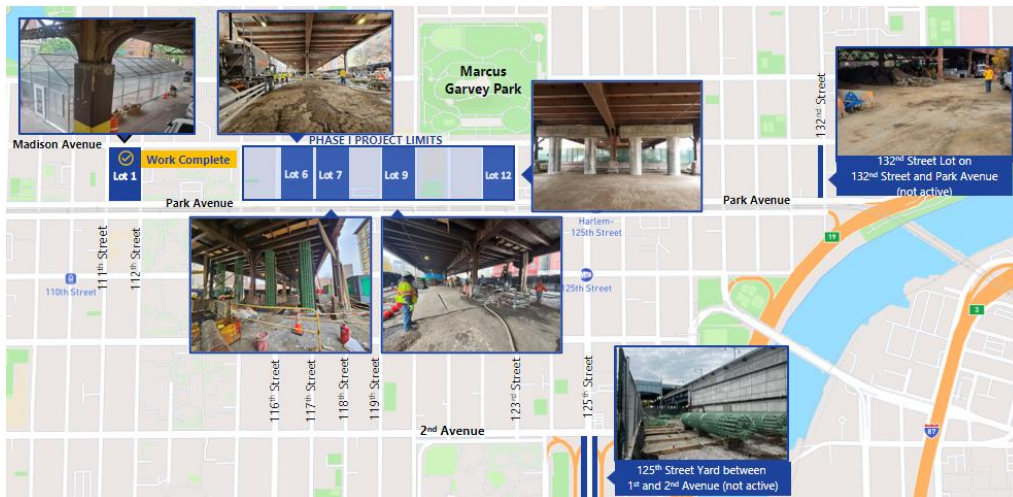 Marcus
Garvey Park
Madison Avenue
PHASE I PROJECT LIMITS
Work Complete
Lot 1
Lot 6
Lot 7
Lot 9
Lot 12
132nd Street
132nd Street Lot on
132nd Street and Park Avenue
(not active)
Park Avenue
Park Avenue
Harlem-
125th Street
19
111th Street
112th Street
110th Street
125th Street
3
116th Street
117th Street
118th Street
119th Street
123rd Street
125th Street
2nd Avenue
87
125th Street Yard between
1st and 2nd Avenue (not active)